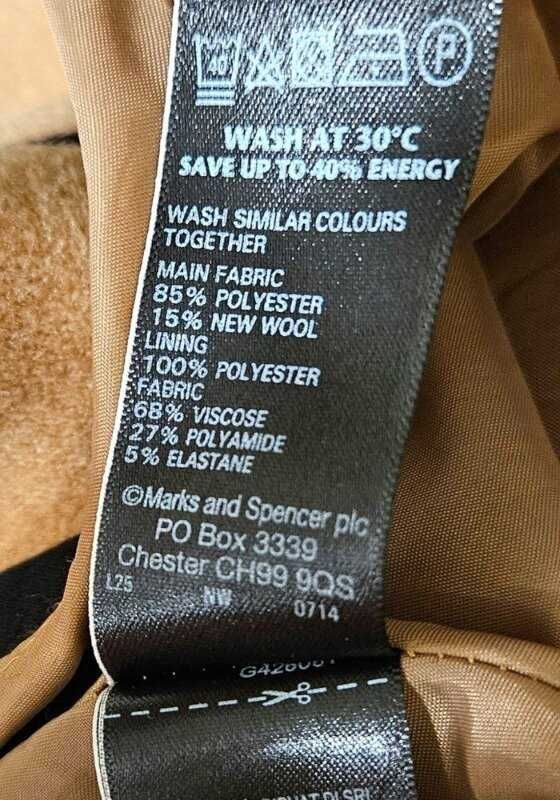 40
P
WASH AT 30°C
SAVE UP TO 40% ENERGY
WASH SIMILAR COLOURS
TOGETHER
MAIN FABRIC
85% POLYESTER
15% NEW WOOL
LINING
100% POLYESTER
FABRIC
68% VISCOSE
27% POLYAMIDE
5% ELASTANE
©Marks and Spencer plc
PO Box 3339
Chester CH99 9QS
L25 NW 0714